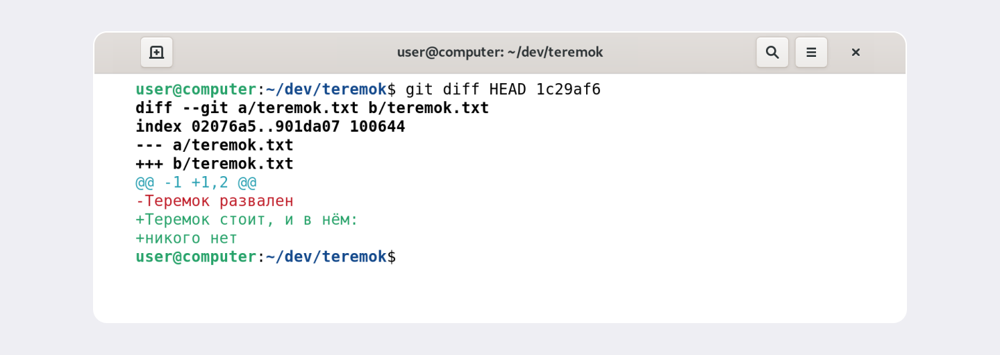 user@computer: ~/dev/teremok
user@computer:~/dev/teremok$ git diff HEAD 1c29af6
diff --git a/teremok.txt b/teremok.txt
index 02076a5..901da07 100644
--- a/teremok.txt
+++ b/teremok.txt
@@ -1 +1,2 @@
-Теремок развален
+Теремок стоит, и в нём:
+никого нет
user@computer:~/dev/teremok$